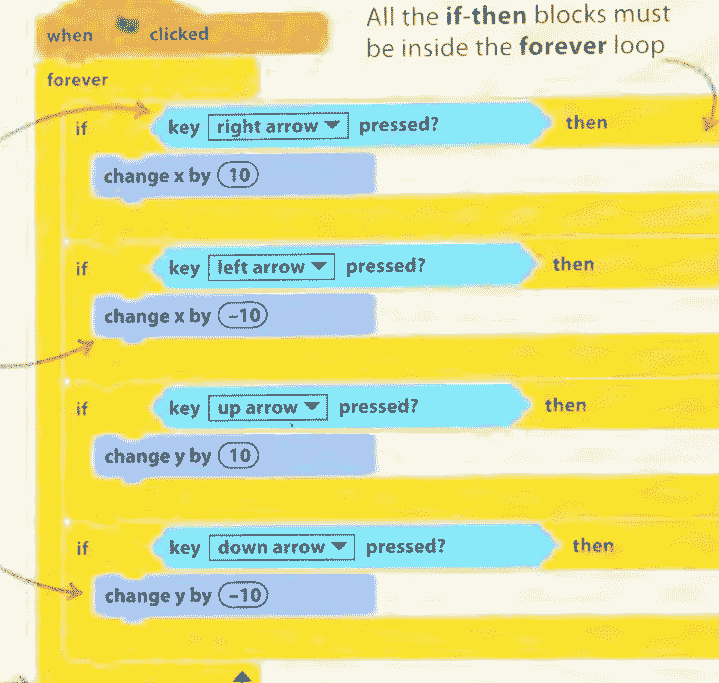 All the if-then blocks must
be inside the forever loop
when clicked
forever
if key right arrow pressed? then
change x by 10
if key left arrow pressed? then
change x by –10
if key up arrow pressed? then
change y by 10
if key down arrow pressed? then
change y by –10